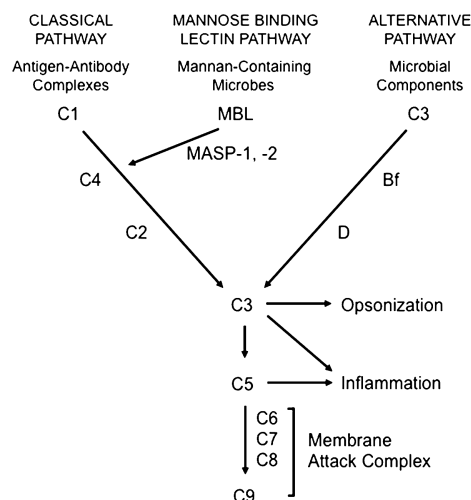 CLASSICAL
PATHWAY
MANNOSE BINDING
LECTIN PATHWAY
ALTERNATIVE
PATHWAY
Antigen-Antibody
Complexes
Mannan-Containing
Microbes
Microbial
Components
C1
MBL
C3
MASP-1, -2
C4
Bf
C2
D
C3
Opsonization
C5
Inflammation
C6
C7
C8
Membrane
Attack Complex
C9